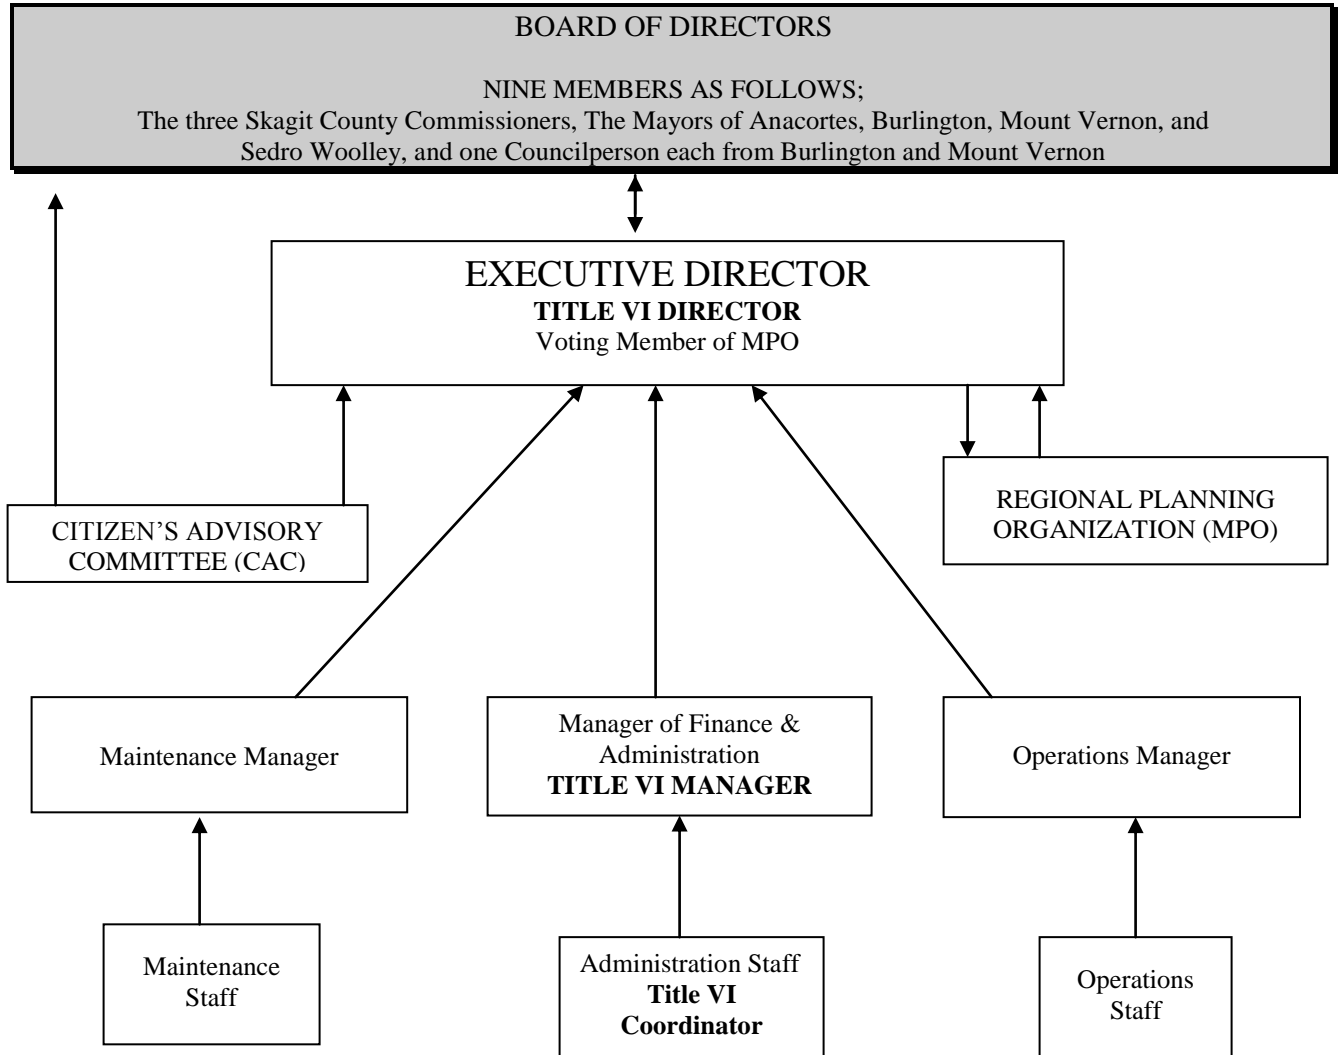 BOARD OF DIRECTORS
NINE MEMBERS AS FOLLOWS;
The three Skagit County Commissioners, The Mayors of Anacortes, Burlington, Mount Vernon, and
Sedro Woolley, and one Councilperson each from Burlington and Mount Vernon
EXECUTIVE DIRECTOR
TITLE VI DIRECTOR
Voting Member of MPO
CITIZEN’S ADVISORY
COMMITTEE (CAC)
REGIONAL PLANNING
ORGANIZATION (MPO)
Maintenance Manager
Manager of Finance &
Administration
TITLE VI MANAGER
Operations Manager
Maintenance
Staff
Administration Staff
Title VI
Coordinator
Operations
Staff